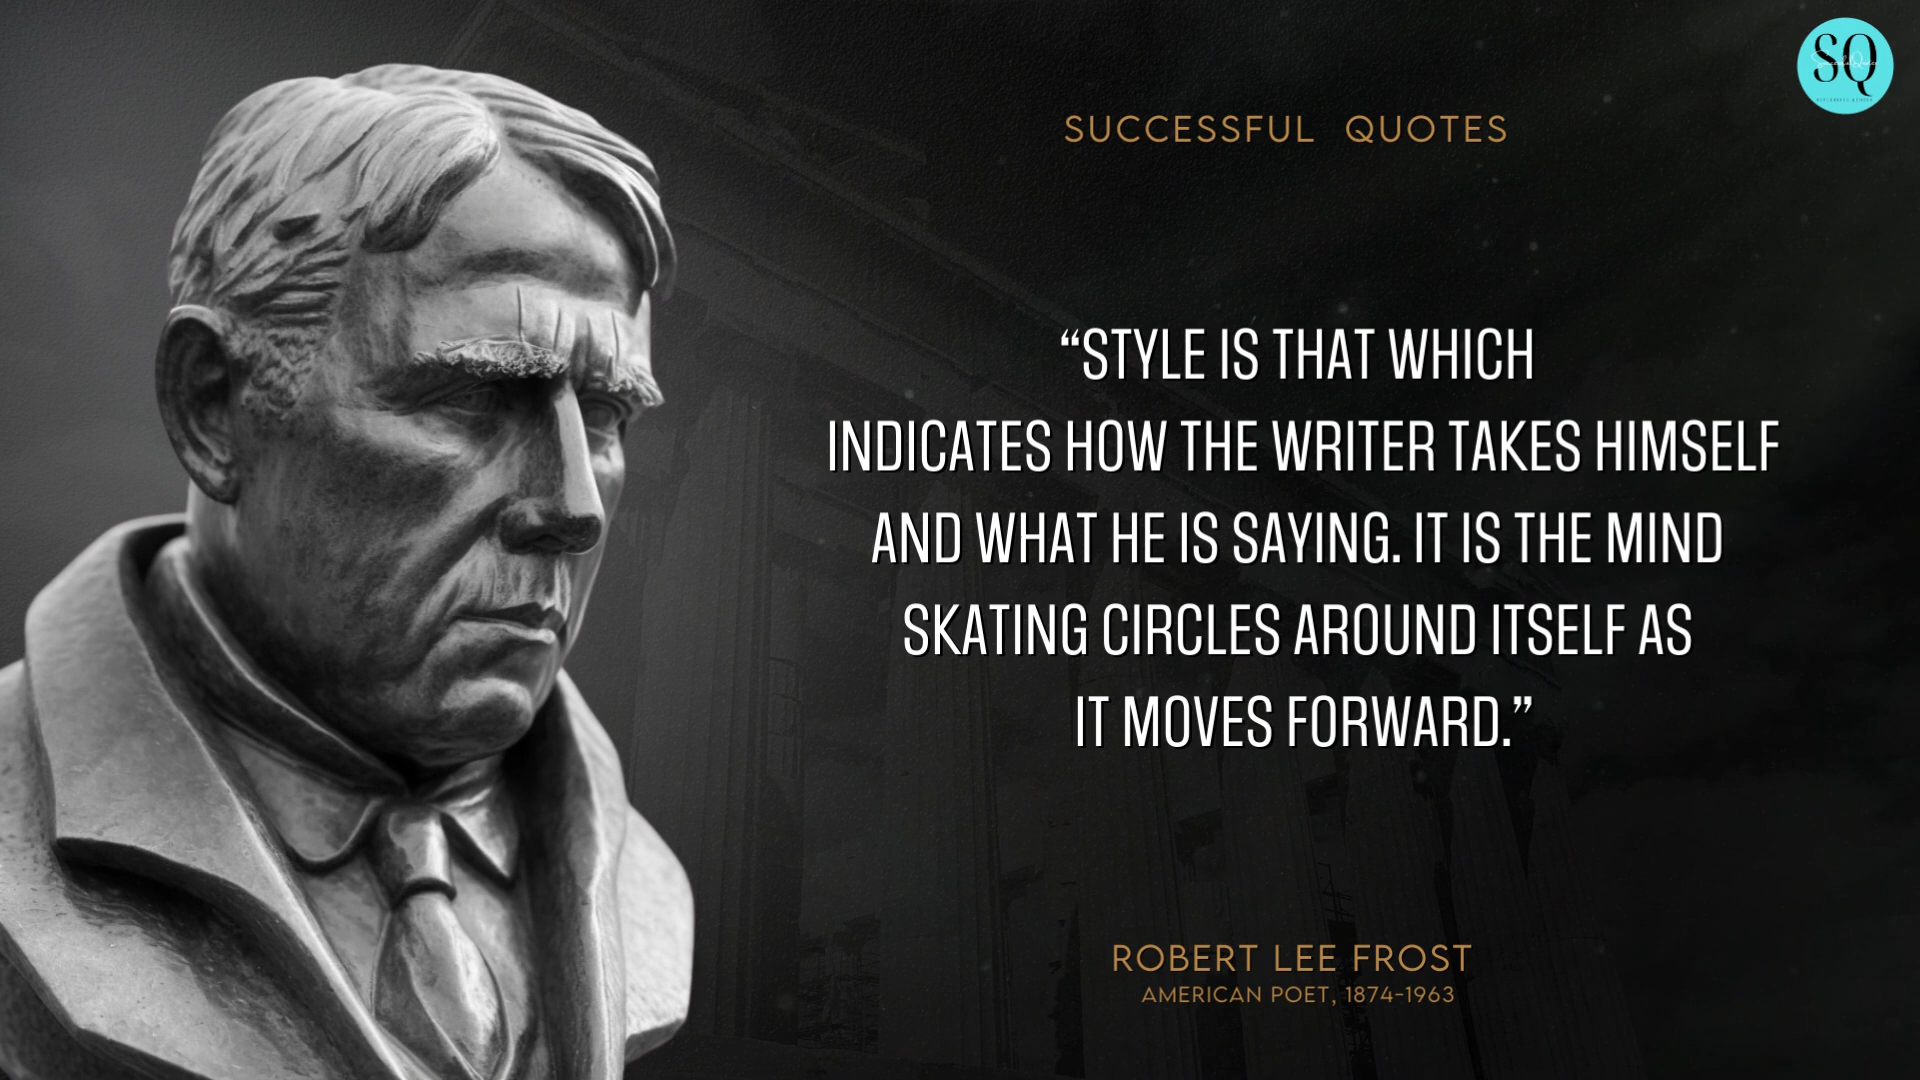 SQ
SUCCESSFUL QUOTES
“STYLE IS THAT WHICH
INDICATES HOW THE WRITER TAKES HIMSELF
AND WHAT HE IS SAYING. IT IS THE MIND
SKATING CIRCLES AROUND ITSELF AS
IT MOVES FORWARD.”
ROBERT LEE FROST
AMERICAN POET, 1874-1963